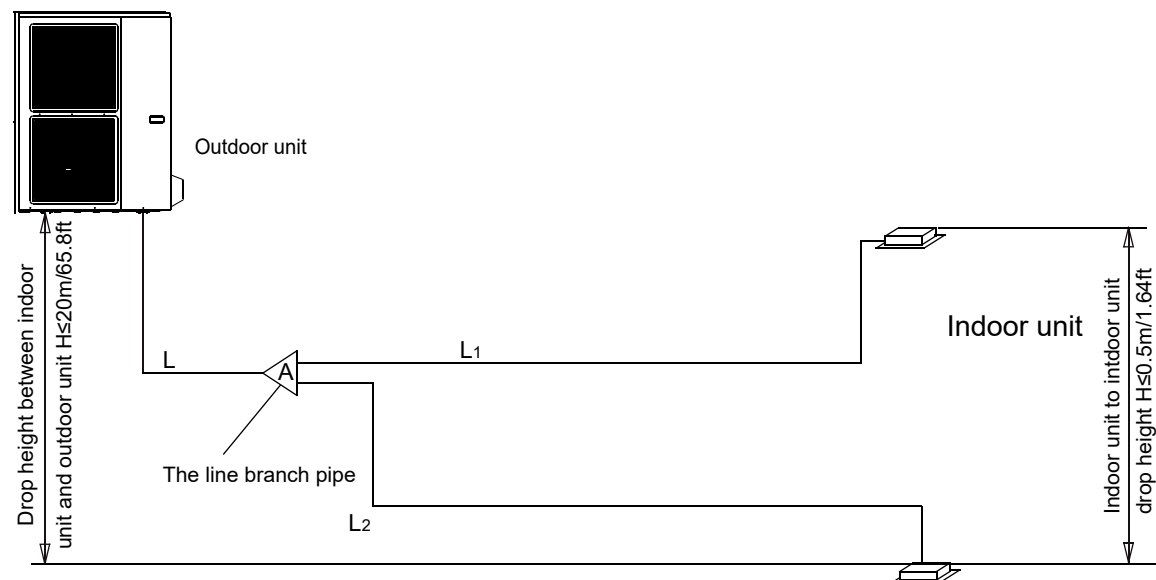 Outdoor unit
Drop height between indoor
unit and outdoor unit H≤20m/65.8ft
L
A
L1
Indoor unit
Indoor unit to intdoor unit
drop height H≤0.5m/1.64ft
The line branch pipe
L2